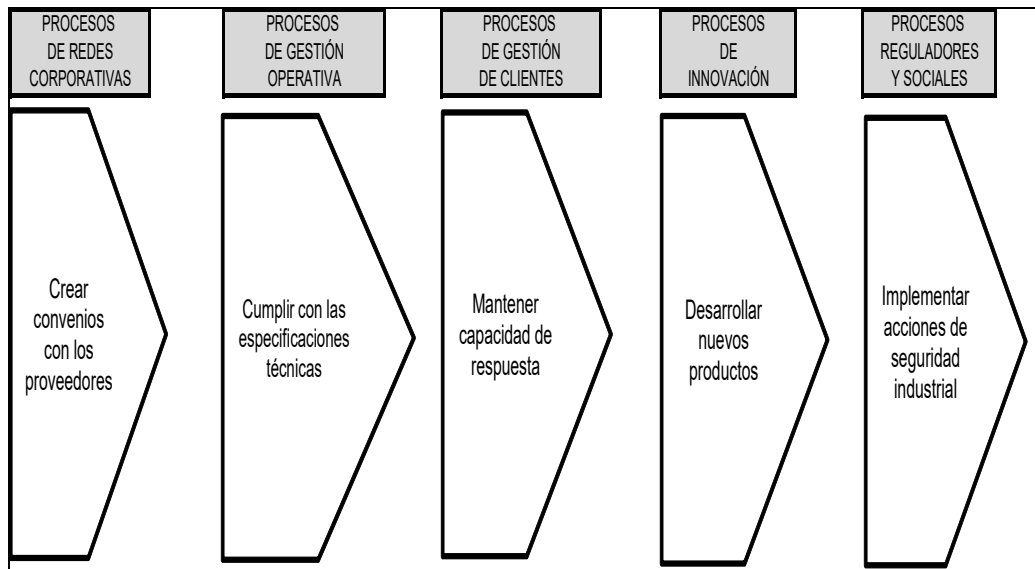 PROCESOS
DE REDES
CORPORATIVAS
PROCESOS
DE GESTIÓN
OPERATIVA
PROCESOS
DE GESTIÓN
DE CLIENTES
PROCESOS
DE
INNOVACIÓN
PROCESOS
REGULADORES
Y SOCIALES
Crear
convenios
con los
proveedores
Cumplir con las
especificaciones
técnicas
Mantener
capacidad de
respuesta
Desarrollar
nuevos
productos
Implementar
acciones de
seguridad
industrial